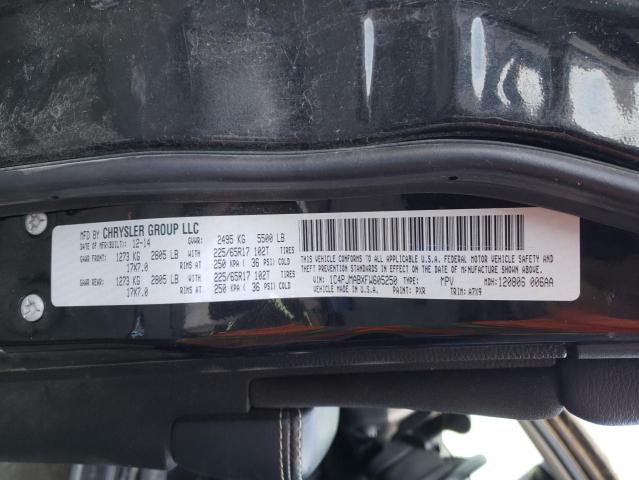 MFD BY CHRYSLER GROUP LLC
DATE OF MFR(BUILT): 12-14 GVWR: 2495 KG 5500 LB
GAWR FRONT: 1273 KG 2805 LB WITH 225/65R17 102T TIRES
17X7.0 RIMS AT 250 KPA ( 36 PSI) COLD
GAWR REAR: 1273 KG 2805 LB WITH 225/65R17 102T TIRES
17X7.0 RIMS AT 250 KPA ( 36 PSI) COLD
THIS VEHICLE CONFORMS TO ALL APPLICABLE U.S.A. FEDERAL MOTOR VEHICLE SAFETY,
BUMPER AND THEFT PREVENTION STANDARDS IN EFFECT ON THE DATE OF MANUFACTURE SHOWN ABOVE.
VIN: 1C4PJMABXFW605250 TYPE: MPV MDH: 120806 006AA
VEHICLE MADE IN U.S.A. PAINT: PXR TRIM: A7X9